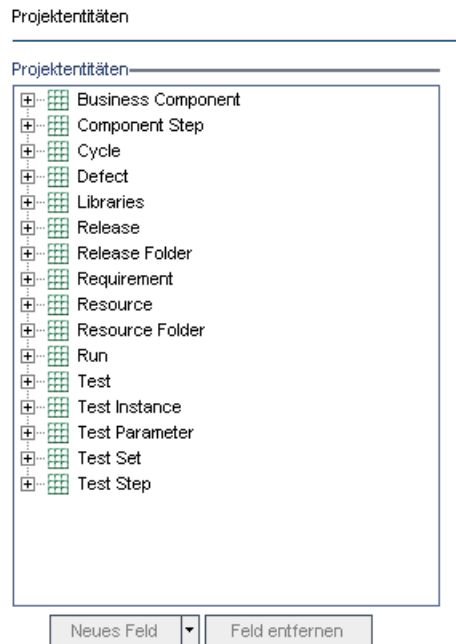 Projektentitäten
Projektentitäten
Business Component
Component Step
Cycle
Defect
Libraries
Release
Release Folder
Requirement
Resource
Resource Folder
Run
Test
Test Instance
Test Parameter
Test Set
Test Step
Neues Feld
Feld entfernen